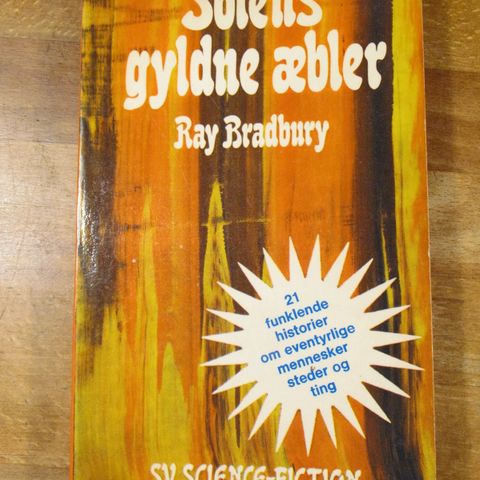 Solens
gyldne æbler
Ray Bradbury
21
funklende
historier
om eventyrlige
mennesker
steder og
ting
SV SCIENCE-FICTION